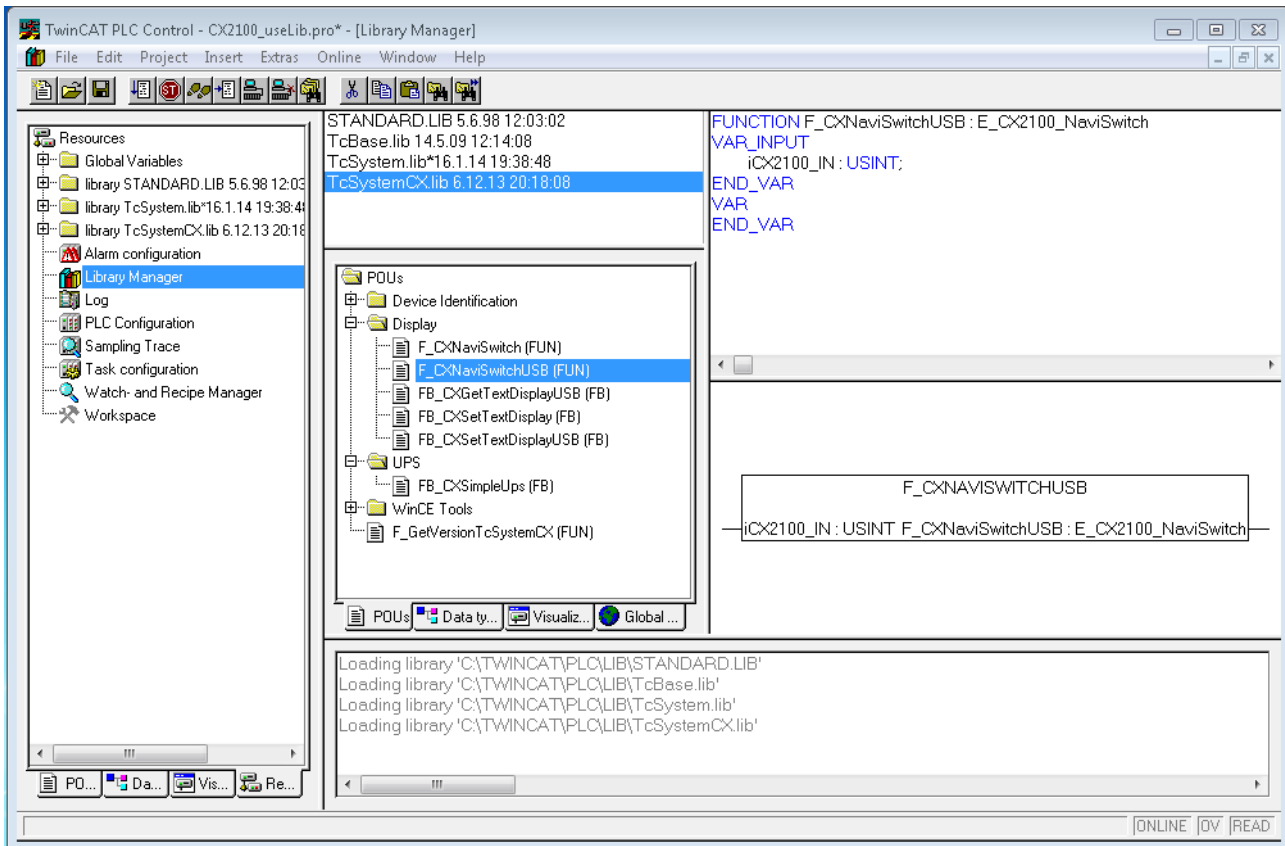 TwinCAT PLC Control - CX2100_useLib.pro* - [Library Manager]
File Edit Project Insert Extras Online Window Help
Resources
Global Variables
library STANDARD.LIB 5.6.98 12:03
library TcSystem.lib*16.1.14 19:38:4
library TcSystemCX.lib 6.12.13 20:18
Alarm configuration
Library Manager
Log
PLC Configuration
Sampling Trace
Task configuration
Watch- and Recipe Manager
Workspace
PO...
Da...
Vis...
Re...
STANDARD.LIB 5.6.98 12:03:02
TcBase.lib 14.5.09 12:14:08
TcSystem.lib*16.1.14 19:38:48
TcSystemCX.lib 6.12.13 20:18:08
POUs
Device Identification
Display
F_CXNaviSwitch (FUN)
F_CXNaviSwitchUSB (FUN)
FB_CXGetTextDisplayUSB (FB)
FB_CXSetTextDisplay (FB)
FB_CXSetTextDisplayUSB (FB)
UPS
FB_CXSimpleUps (FB)
WinCE Tools
F_GetVersionTcSystemCX (FUN)
POUs
Data ty...
Visualiz...
Global ...
FUNCTION F_CXNaviSwitchUSB : E_CX2100_NaviSwitch
VAR_INPUT
iCX2100_IN : USINT;
END_VAR
VAR
END_VAR
F_CXNAVISWITCHUSB
iCX2100_IN : USINT F_CXNaviSwitchUSB : E_CX2100_NaviSwitch
Loading library 'C:\TWINCAT\PLC\LIB\STANDARD.LIB'
Loading library 'C:\TWINCAT\PLC\LIB\TcBase.lib'
Loading library 'C:\TWINCAT\PLC\LIB\TcSystem.lib'
Loading library 'C:\TWINCAT\PLC\LIB\TcSystemCX.lib'
ONLINE OV READ